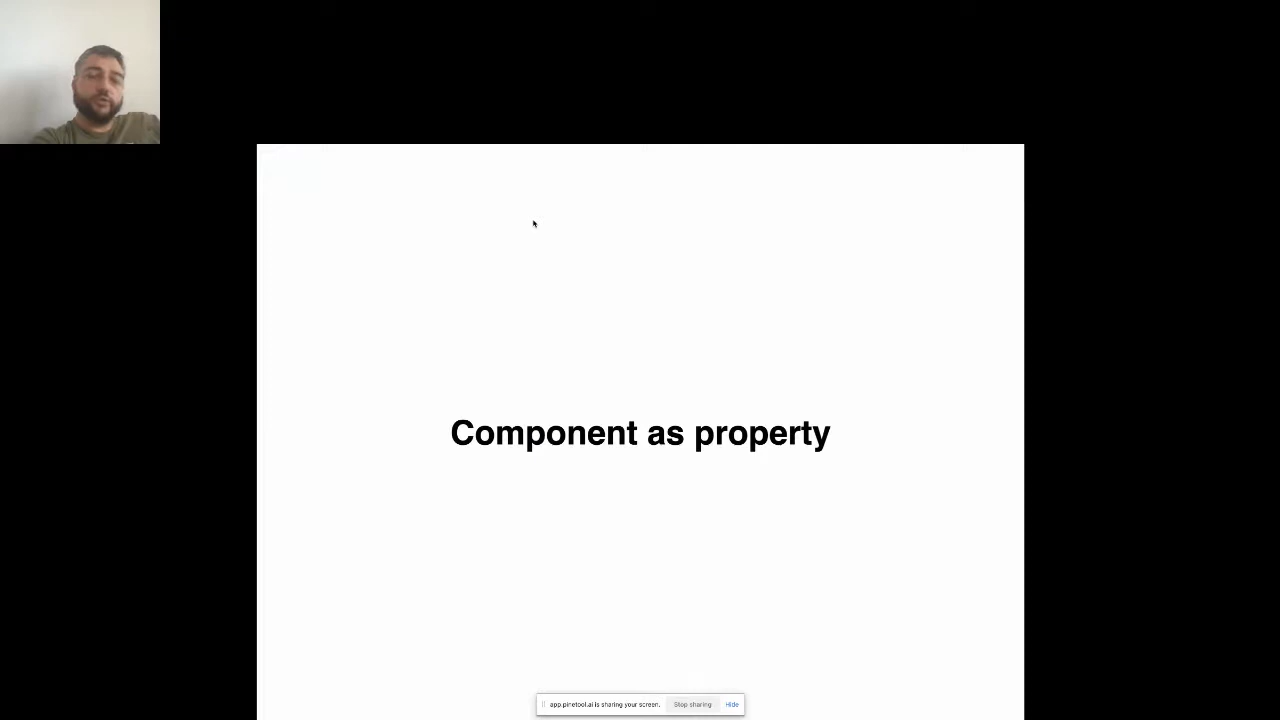 Component as property
app.pinetool.ai is sharing your screen. Stop sharing Hide